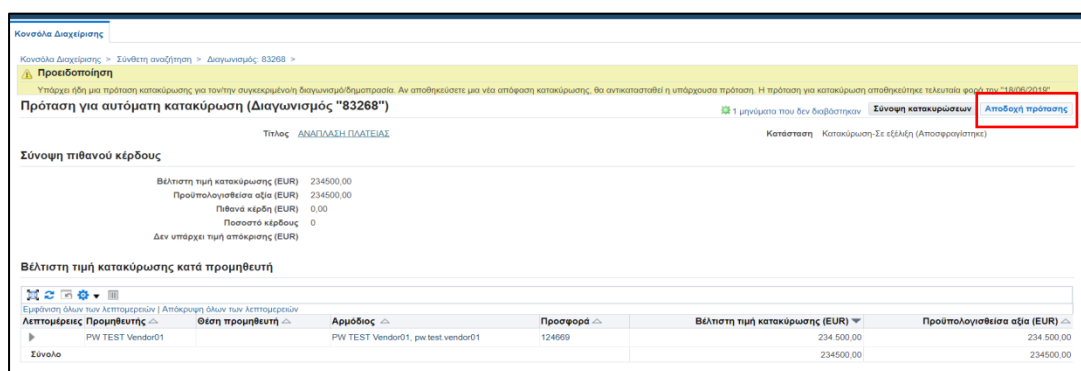 Κονσόλα Διαχείρισης
Κονσόλα Διαχείρισης > Σύνθετη αναζήτηση > Διαγωνισμός: 83268 >
Προειδοποίηση
Υπάρχει ήδη μια πρόταση κατακύρωσης για τον/την συγκεκριμένο/η διαγωνισμό/δημοπρασία. Αν αποθηκεύσετε μια νέα απόφαση κατακύρωσης, θα αντικατασταθεί η υπάρχουσα πρόταση. Η πρόταση για κατακύρωση αποθηκεύτηκε τελευταία φορά την "18/06/2019"
Πρόταση για αυτόματη κατακύρωση (Διαγωνισμός "83268")
1 μηνύματα που δεν διαβάστηκαν Σύνοψη κατακυρώσεων Αποδοχή πρότασης
Τίτλος ΑΝΑΠΛΑΣΗ ΠΛΑΤΕΙΑΣ Κατάσταση Κατακύρωση-Σε εξέλιξη (Αποσφραγίστηκε)
Σύνοψη πιθανού κέρδους
Βέλτιστη τιμή κατακύρωσης (EUR) 234500,00
Προϋπολογισθείσα αξία (EUR) 234500,00
Πιθανά κέρδη (EUR) 0,00
Ποσοστό κέρδους 0
Δεν υπάρχει τιμή απόκρισης (EUR)
Βέλτιστη τιμή κατακύρωσης κατά προμηθευτή
Εμφάνιση όλων των λεπτομερειών | Απόκρυψη όλων των λεπτομερειών
Λεπτομέρειες Προμηθευτής Θέση προμηθευτή Αρμόδιος Προσφορά Βέλτιστη τιμή κατακύρωσης (EUR) Προϋπολογισθείσα αξία (EUR)
PW TEST Vendor01 PW TEST Vendor01, pw.test.vendor01 124669 234.500,00 234.500,00
Σύνολο 234500,00 234500,00